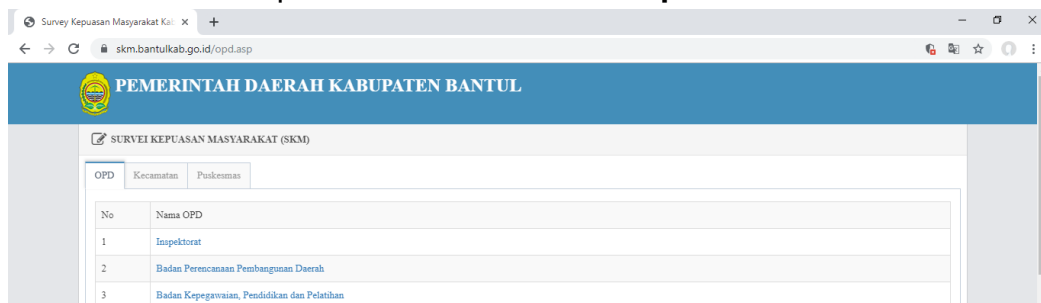 Survey Kepuasan Masyarakat Kal
skm.bantulkab.go.id/opd.asp
PEMERINTAH DAERAH KABUPATEN BANTUL
SURVEI KEPUASAN MASYARAKAT (SKM)
OPD Kecamatan Puskesmas
No Nama OPD
1 Inspektorat
2 Badan Perencanaan Pembangunan Daerah
3 Badan Kepegawaian, Pendidikan dan Pelatihan